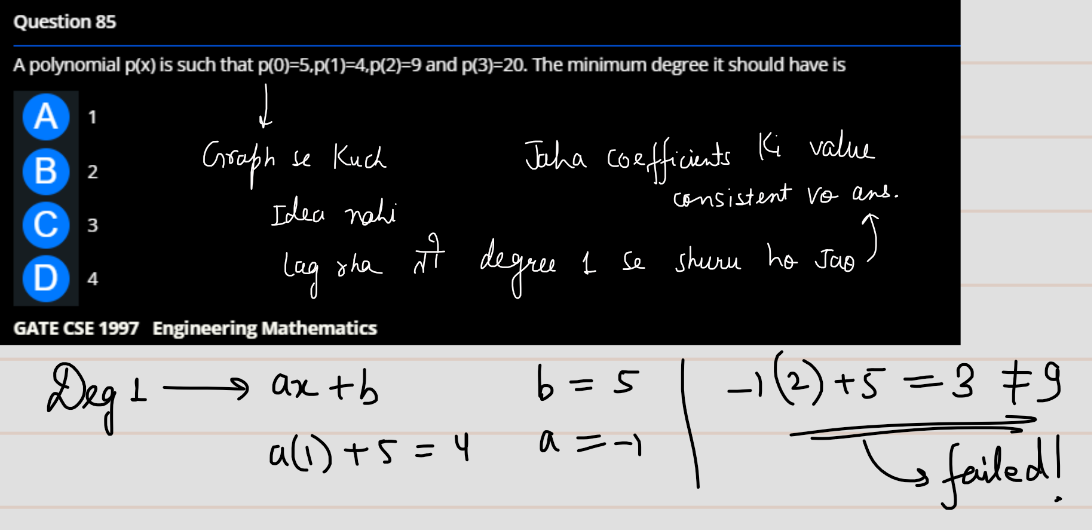 Question 85
A polynomial p(x) is such that p(0)=5,p(1)=4,p(2)=9 and p(3)=20. The minimum degree it should have is
A 1
B 2
C 3
D 4
Graph se Kuch
Idea nahi
lag rha तो degree 1 se shuru ho Jao
Jaha coefficients Ki value
consistent vo ans.
GATE CSE 1997 Engineering Mathematics
Deg 1 → ax + b
a(1) + 5 = 4
b = 5
a = -1
-1(2) + 5 = 3 ≠ 9
failed!